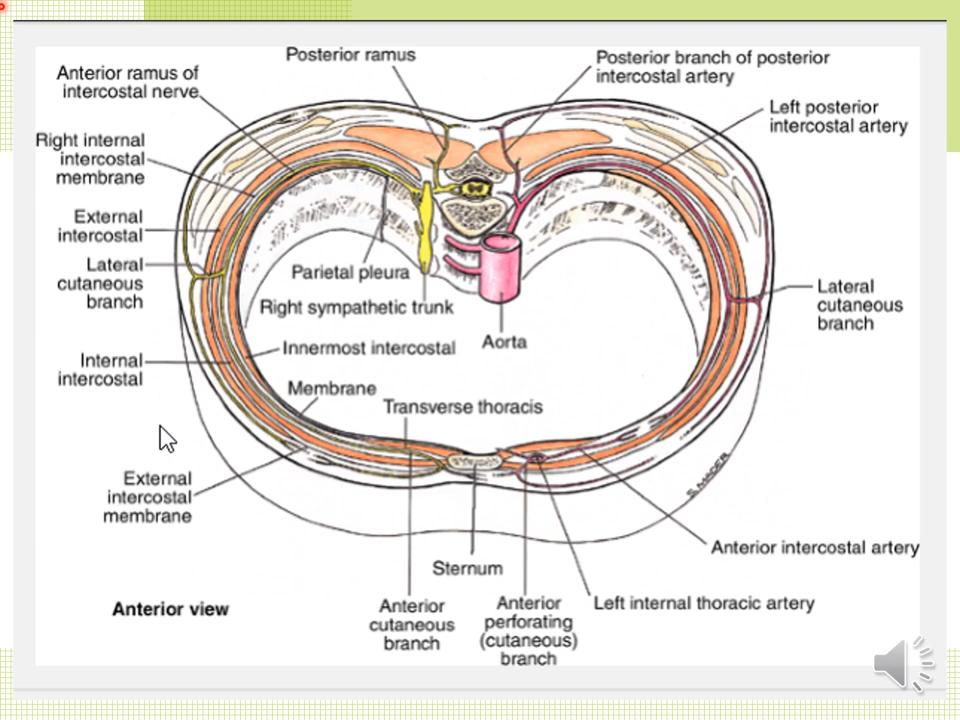 Posterior ramus
Posterior branch of posterior
intercostal artery
Anterior ramus of
intercostal nerve
Left posterior
intercostal artery
Right internal
intercostal
membrane
External
intercostal
Lateral
cutaneous
branch
Parietal pleura
Right sympathetic trunk
Aorta
Lateral
cutaneous
branch
Innermost intercostal
Internal
intercostal
Membrane
Transverse thoracis
External
intercostal
membrane
S. MADER
Anterior intercostal artery
Sternum
Anterior view
Anterior
cutaneous
branch
Anterior
perforating
(cutaneous)
branch
Left internal thoracic artery